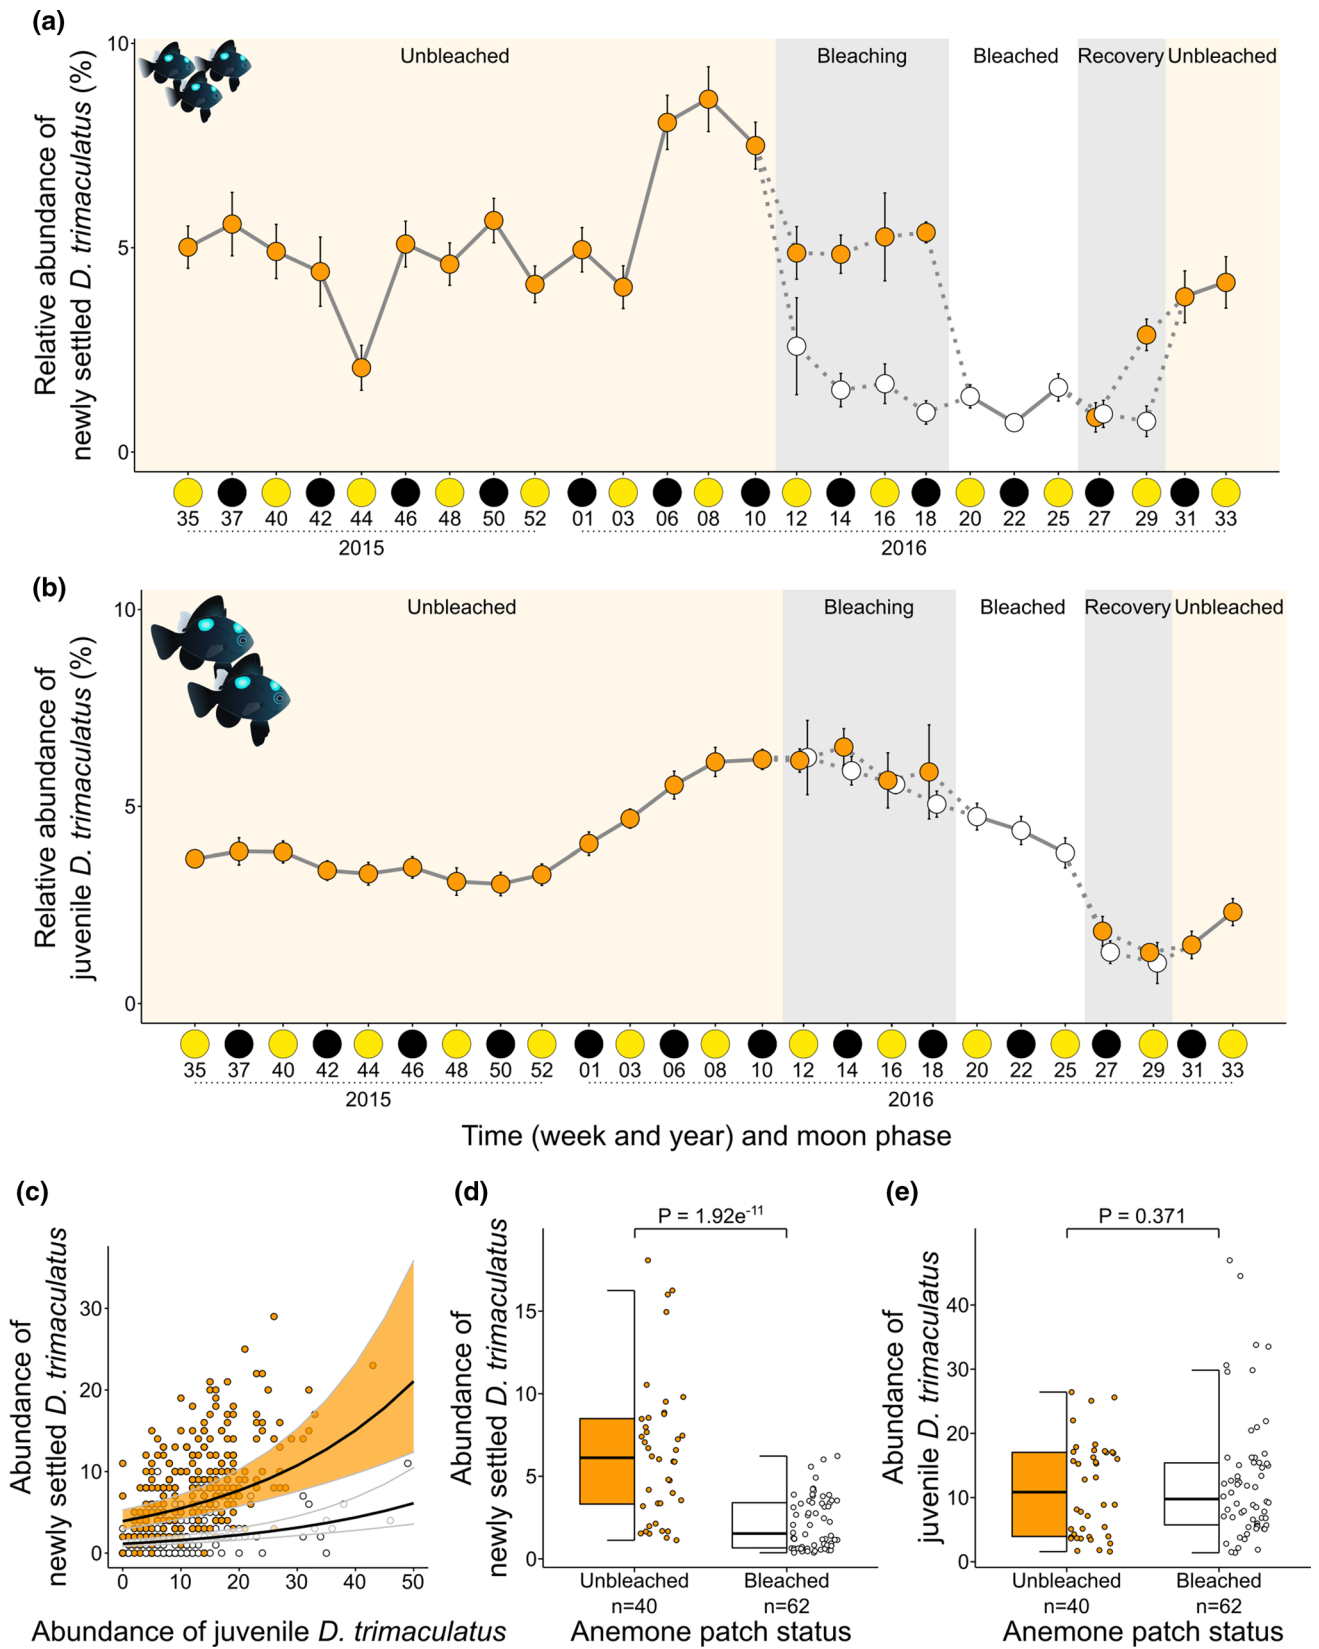 (a)
Unbleached Bleaching Bleached Recovery Unbleached
Relative abundance of
newly settled D. trimaculatus (%)
10
5
0
35 37 40 42 44 46 48 50 52 01 03 06 08 10 12 14 16 18 20 22 25 27 29 31 33
2015 2016
(b)
Unbleached Bleaching Bleached Recovery Unbleached
Relative abundance of
juvenile D. trimaculatus (%)
10
5
0
35 37 40 42 44 46 48 50 52 01 03 06 08 10 12 14 16 18 20 22 25 27 29 31 33
2015 2016
Time (week and year) and moon phase
(c)
Abundance of
newly settled D. trimaculatus
30
20
10
0
0 10 20 30 40 50
Abundance of juvenile D. trimaculatus
(d)
P = 1.92e-11
Abundance of
newly settled D. trimaculatus
15
10
5
0
Unbleached Bleached
n=40 n=62
Anemone patch status
(e)
P = 0.371
Abundance of
juvenile D. trimaculatus
40
30
20
10
0
Unbleached Bleached
n=40 n=62
Anemone patch status